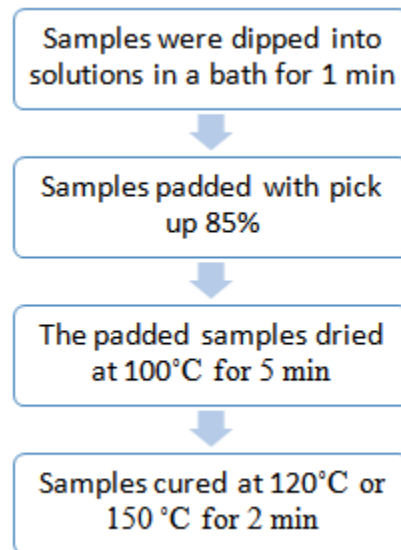 Samples were dipped into
solutions in a bath for 1 min
Samples padded with pick
up 85%
The padded samples dried
at 100°C for 5 min
Samples cured at 120°C or
150 °C for 2 min